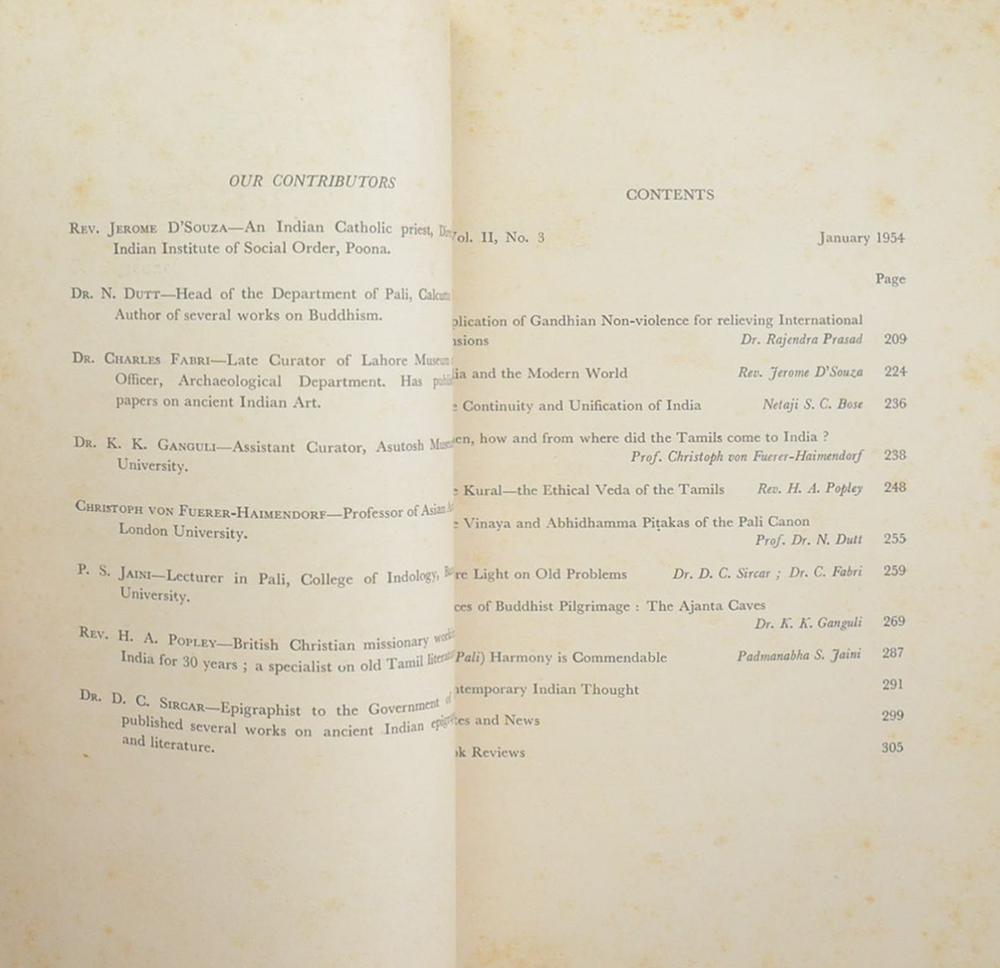 OUR CONTRIBUTORS
REV. JEROME D'SOUZA—An Indian Catholic priest,
Indian Institute of Social Order, Poona.
DR. N. DUTT—Head of the Department of Pali,
Author of several works on Buddhism.
DR. CHARLES FABRI—Late Curator of Lahore Museum
Officer, Archaeological Department. Has
papers on ancient Indian Art.
DR. K. K. GANGULI—Assistant Curator, Asutosh
University.
CHRISTOPH VON FUERER-HAIMENDORF—Professor of Asian
London University.
P. S. JAINI—Lecturer in Pali, College of Indology,
University.
REV. H. A. POPLEY—British Christian missionary
India for 30 years ; a specialist on old Tamil
DR. D. C. SIRCAR—Epigraphist to the Government of
published several works on ancient Indian
and literature.
CONTENTS
Vol. II, No. 3 January 1954
Page
of Gandhian Non-violence for relieving International
Dr. Rajendra Prasad 209
and the Modern World Rev. Jerome D'Souza 224
Continuity and Unification of India Netaji S. C. Bose 236
how and from where did the Tamils come to India ?
Prof. Christoph von Fuerer-Haimendorf 238
Kural—the Ethical Veda of the Tamils Rev. H. A. Popley 248
Vinaya and Abhidhamma Piṭakas of the Pali Canon
Prof. Dr. N. Dutt 255
Light on Old Problems Dr. D. C. Sircar ; Dr. C. Fabri 259
of Buddhist Pilgrimage : The Ajanta Caves
Dr. K. K. Ganguli 269
Pali) Harmony is Commendable Padmanabha S. Jaini 287
Indian Thought 291
and News 299
Reviews 305